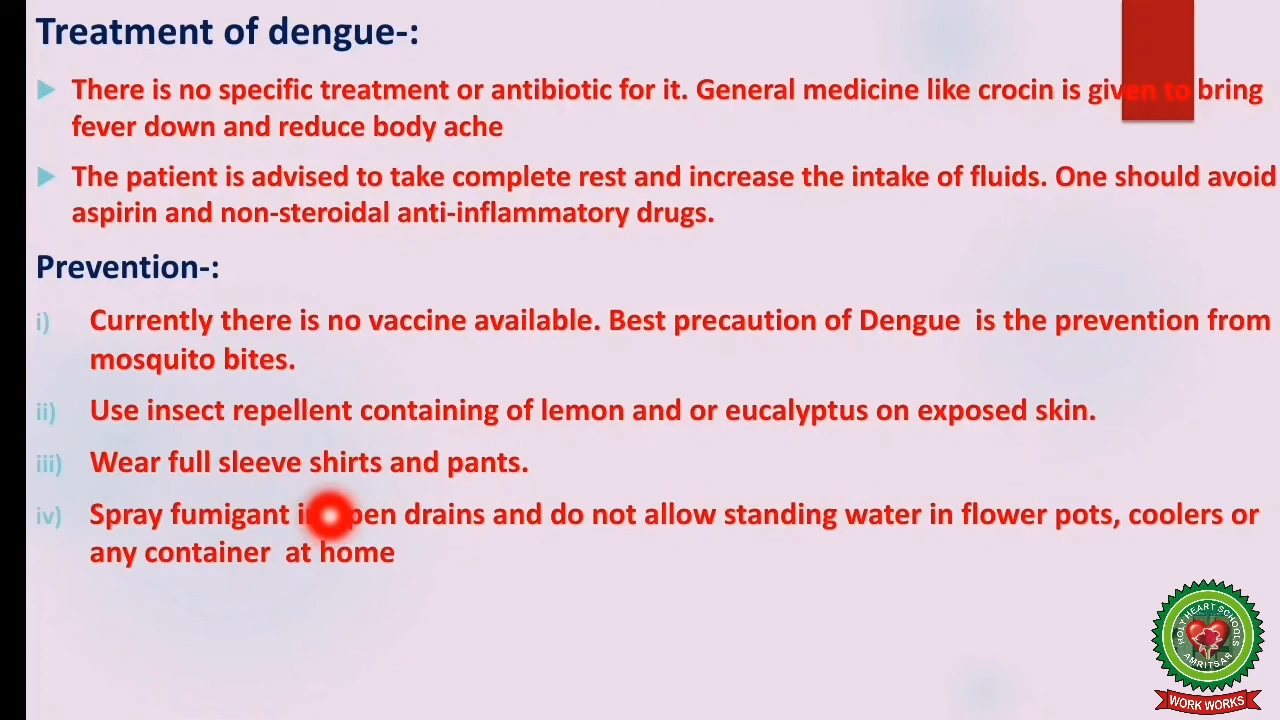 Treatment of dengue-:
There is no specific treatment or antibiotic for it. General medicine like crocin is given to bring
fever down and reduce body ache
The patient is advised to take complete rest and increase the intake of fluids. One should avoid
aspirin and non-steroidal anti-inflammatory drugs.
Prevention-:
i) Currently there is no vaccine available. Best precaution of Dengue is the prevention from
mosquito bites.
ii) Use insect repellent containing of lemon and or eucalyptus on exposed skin.
iii) Wear full sleeve shirts and pants.
iv) Spray fumigant in open drains and do not allow standing water in flower pots, coolers or
any container at home
HOLY HEART SCHOOLS
AMRITSAR
WORK WORKS